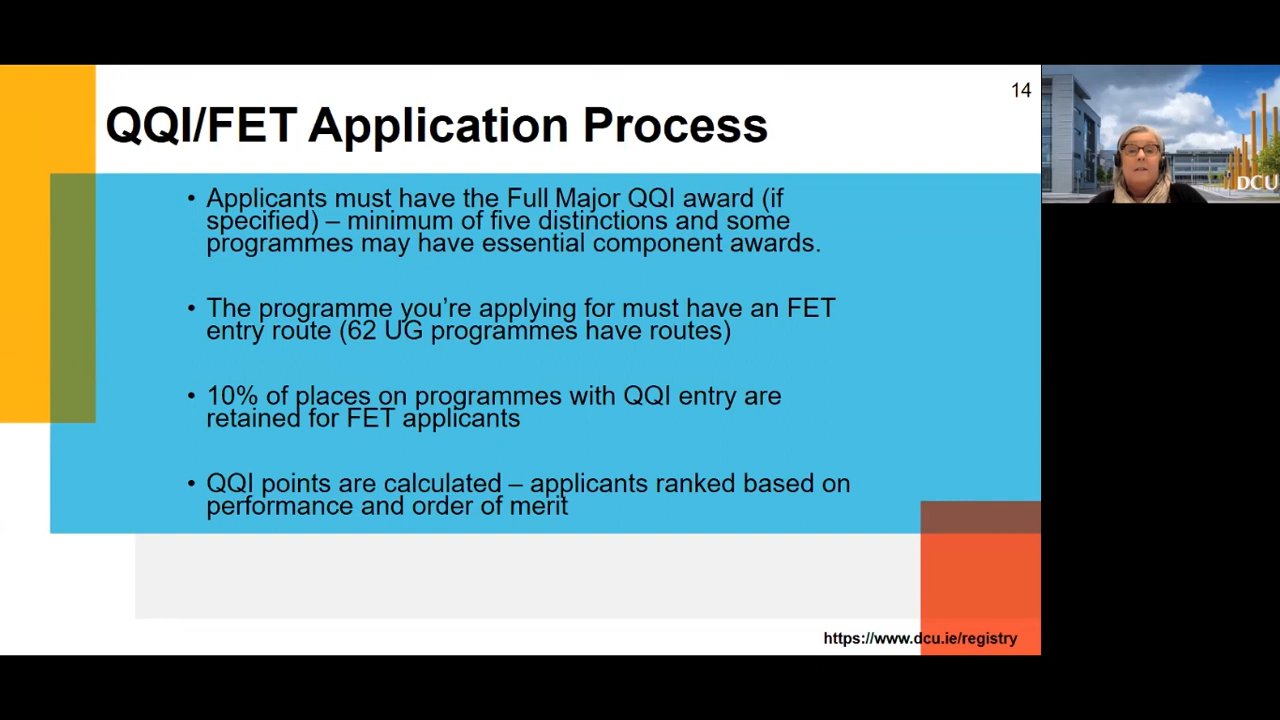 14
QQI/FET Application Process
• Applicants must have the Full Major QQI award (if
specified) – minimum of five distinctions and some
programmes may have essential component awards.
• The programme you’re applying for must have an FET
entry route (62 UG programmes have routes)
• 10% of places on programmes with QQI entry are
retained for FET applicants
• QQI points are calculated – applicants ranked based on
performance and order of merit
https://www.dcu.ie/registry
DCU